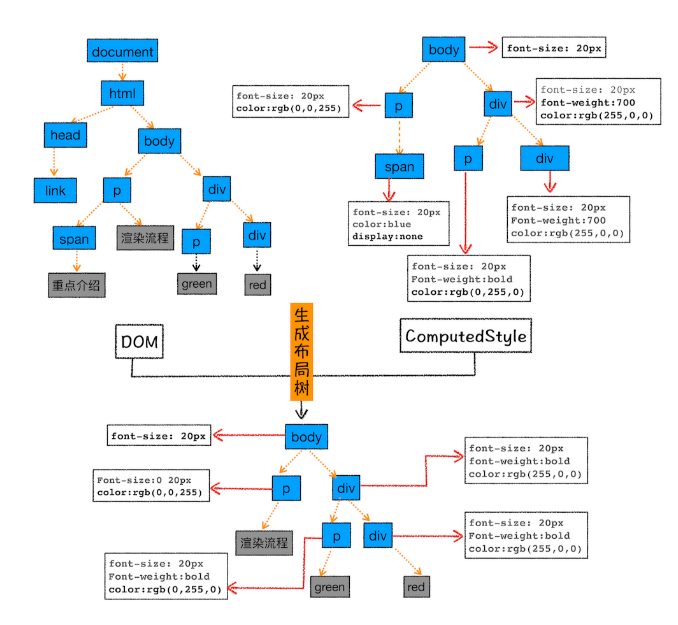 document
html
head
body
link
p
div
span
渲染流程
p
div
重点介绍
green
red
body
font-size: 20px
font-size: 20px
color:rgb(0,0,255)
p
div
font-size: 20px
font-weight:700
color:rgb(255,0,0)
span
p
div
font-size: 20px
color:blue
display:none
font-size: 20px
Font-weight:700
color:rgb(255,0,0)
font-size: 20px
Font-weight:bold
color:rgb(0,255,0)
DOM
生成布局树
ComputedStyle
font-size: 20px
body
font-size: 20px
font-weight:bold
color:rgb(255,0,0)
Font-size:0 20px
color:rgb(0,0,255)
p
div
渲染流程
p
div
font-size: 20px
Font-weight:bold
color:rgb(255,0,0)
font-size: 20px
Font-weight:bold
color:rgb(0,255,0)
green
red